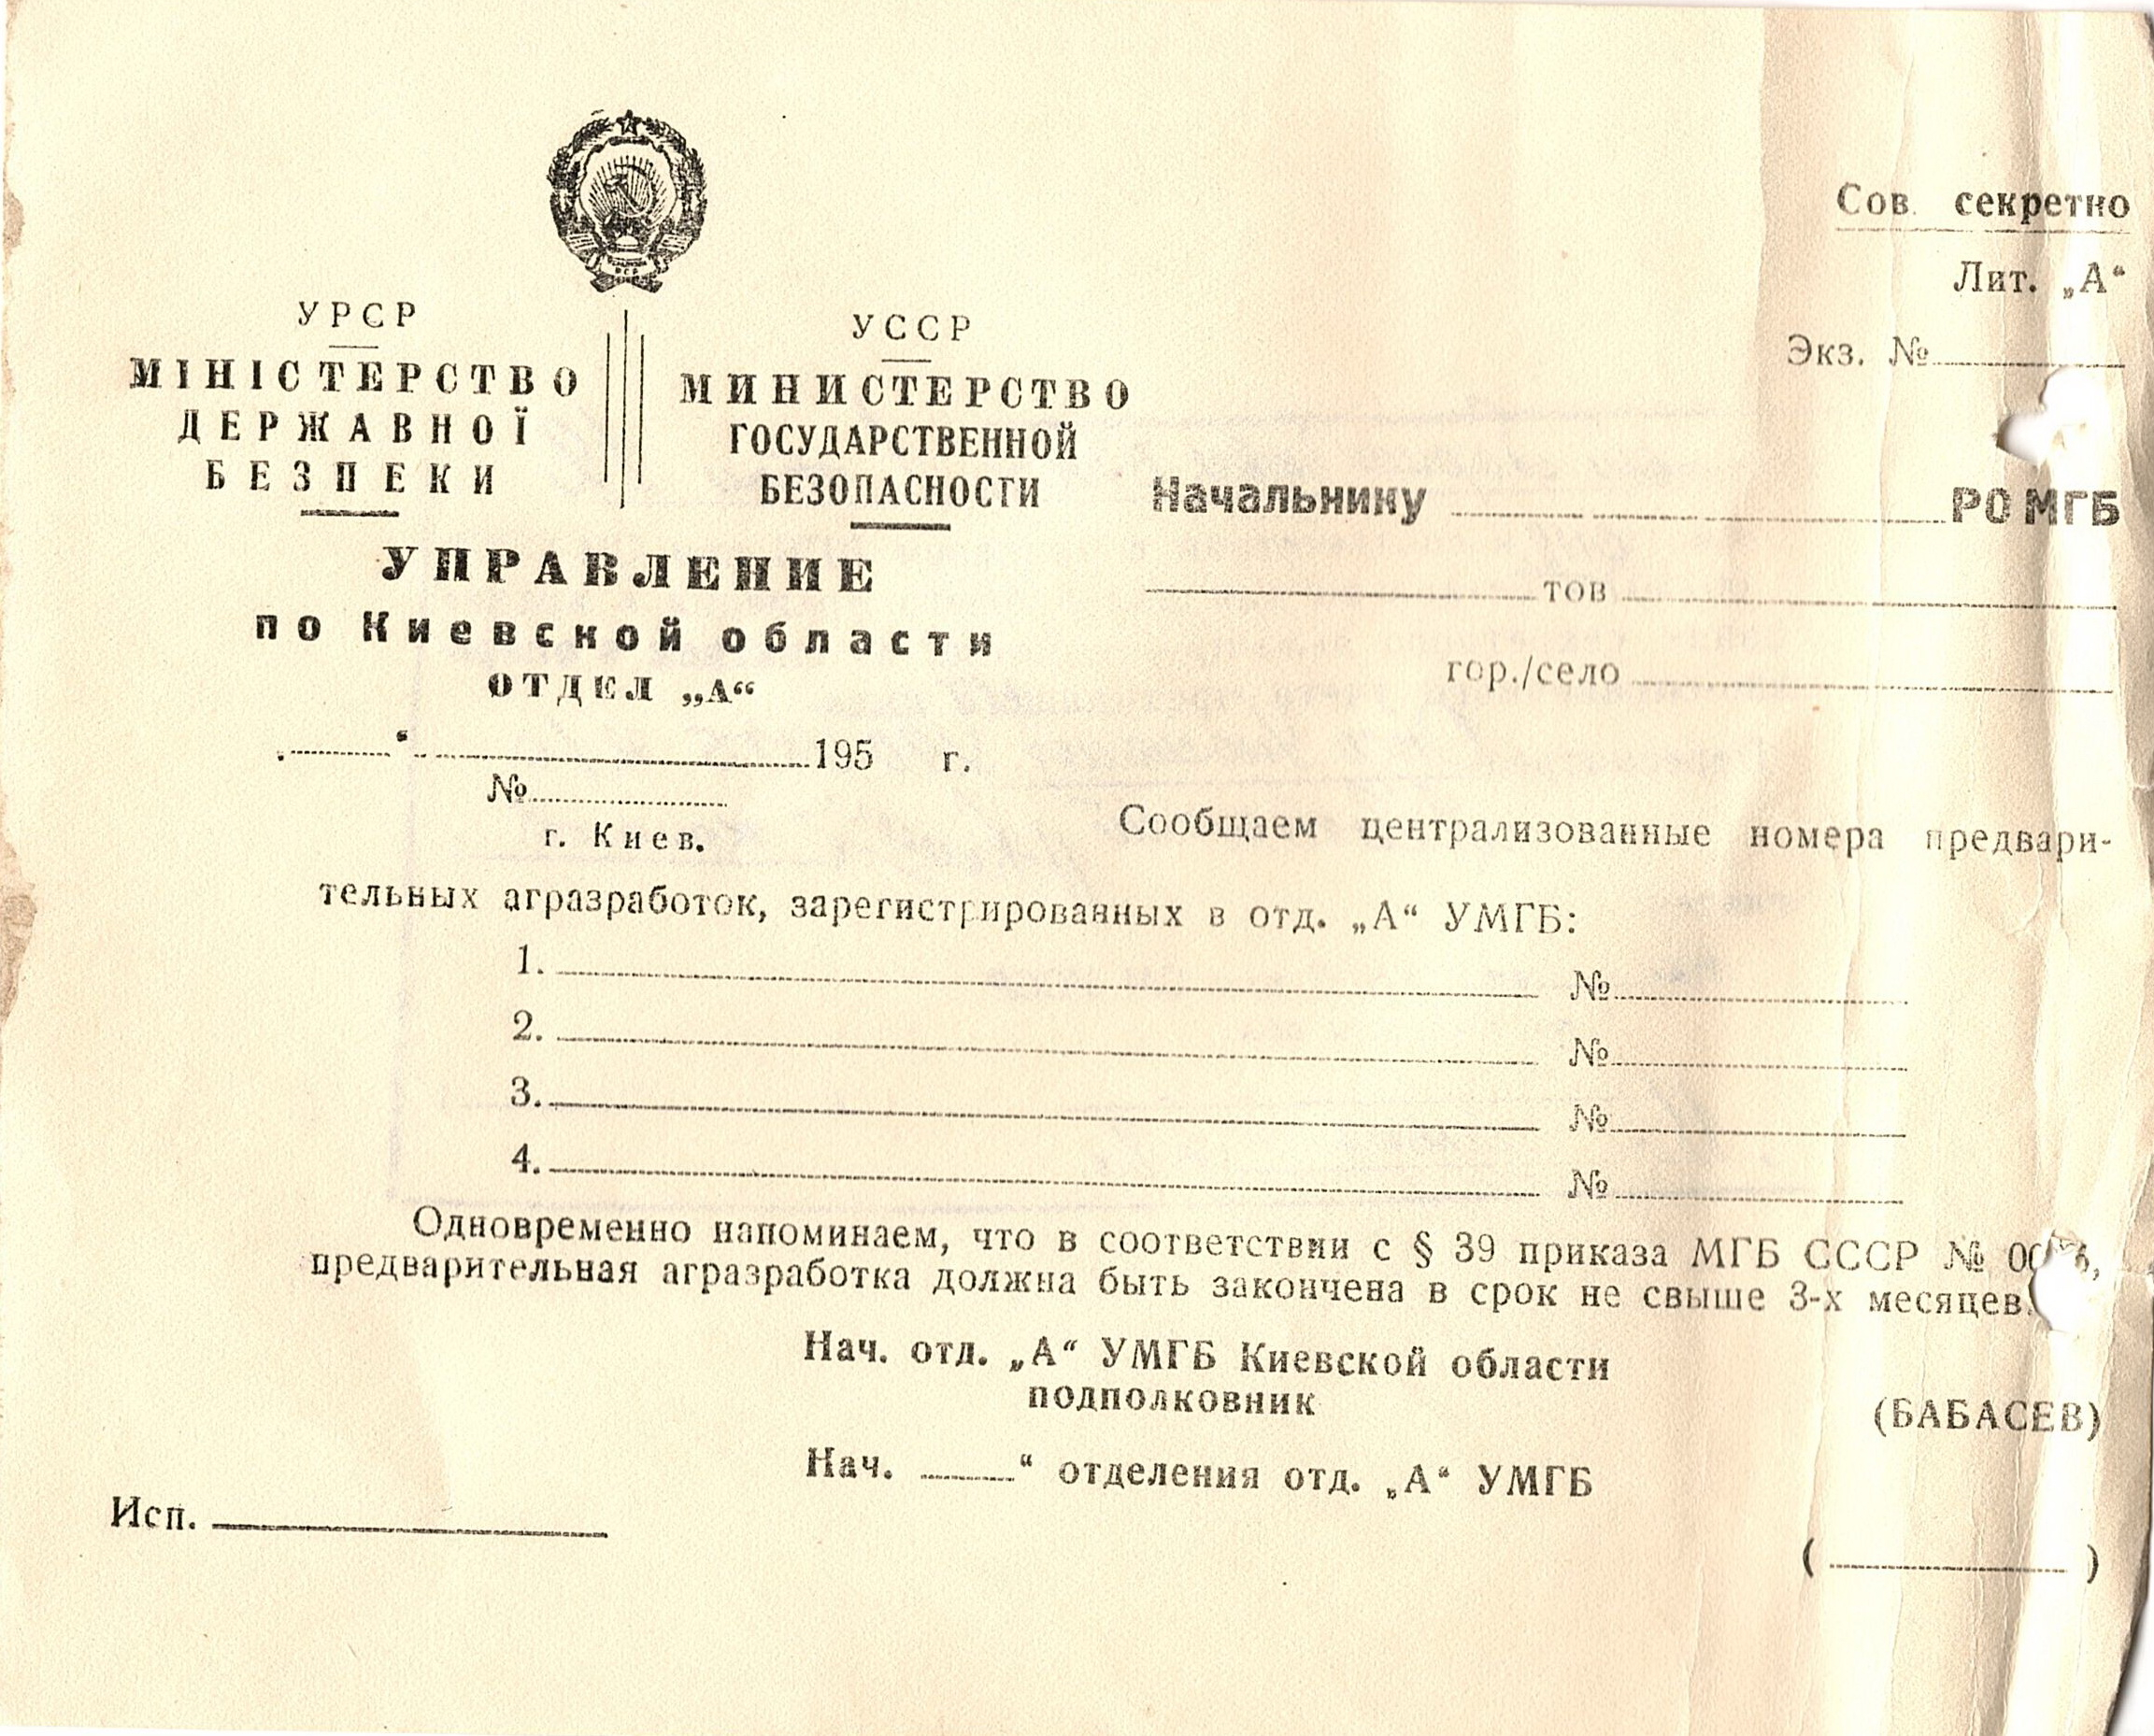 УРСР
МІНІСТЕРСТВО
ДЕРЖАВНОЇ
БЕЗПЕКИ
УССР
МИНИСТЕРСТВО
ГОСУДАРСТВЕННОЙ
БЕЗОПАСНОСТИ
УПРАВЛЕНИЕ
по Киевской области
ОТДЕЛ „А“
„ “ 195 г.
№
г. Киев.
Сов. секретно
Лит. „А“
Экз. №
Начальнику РО МГБ
тов
гор./село
Сообщаем централизованные номера предвари-
тельных агразработок, зарегистрированных в отд. „А“ УМГБ:
1. №
2. №
3. №
4. №
Одновременно напоминаем, что в соответствии с § 39 приказа МГБ СССР №
предварительная агразработка должна быть закончена в срок не свыше 3-х месяцев.
Нач. отд. „А“ УМГБ Киевской области
подполковник (БАБАСЕВ)
Нач. “ отделения отд. „А“ УМГБ
Исп.
( )